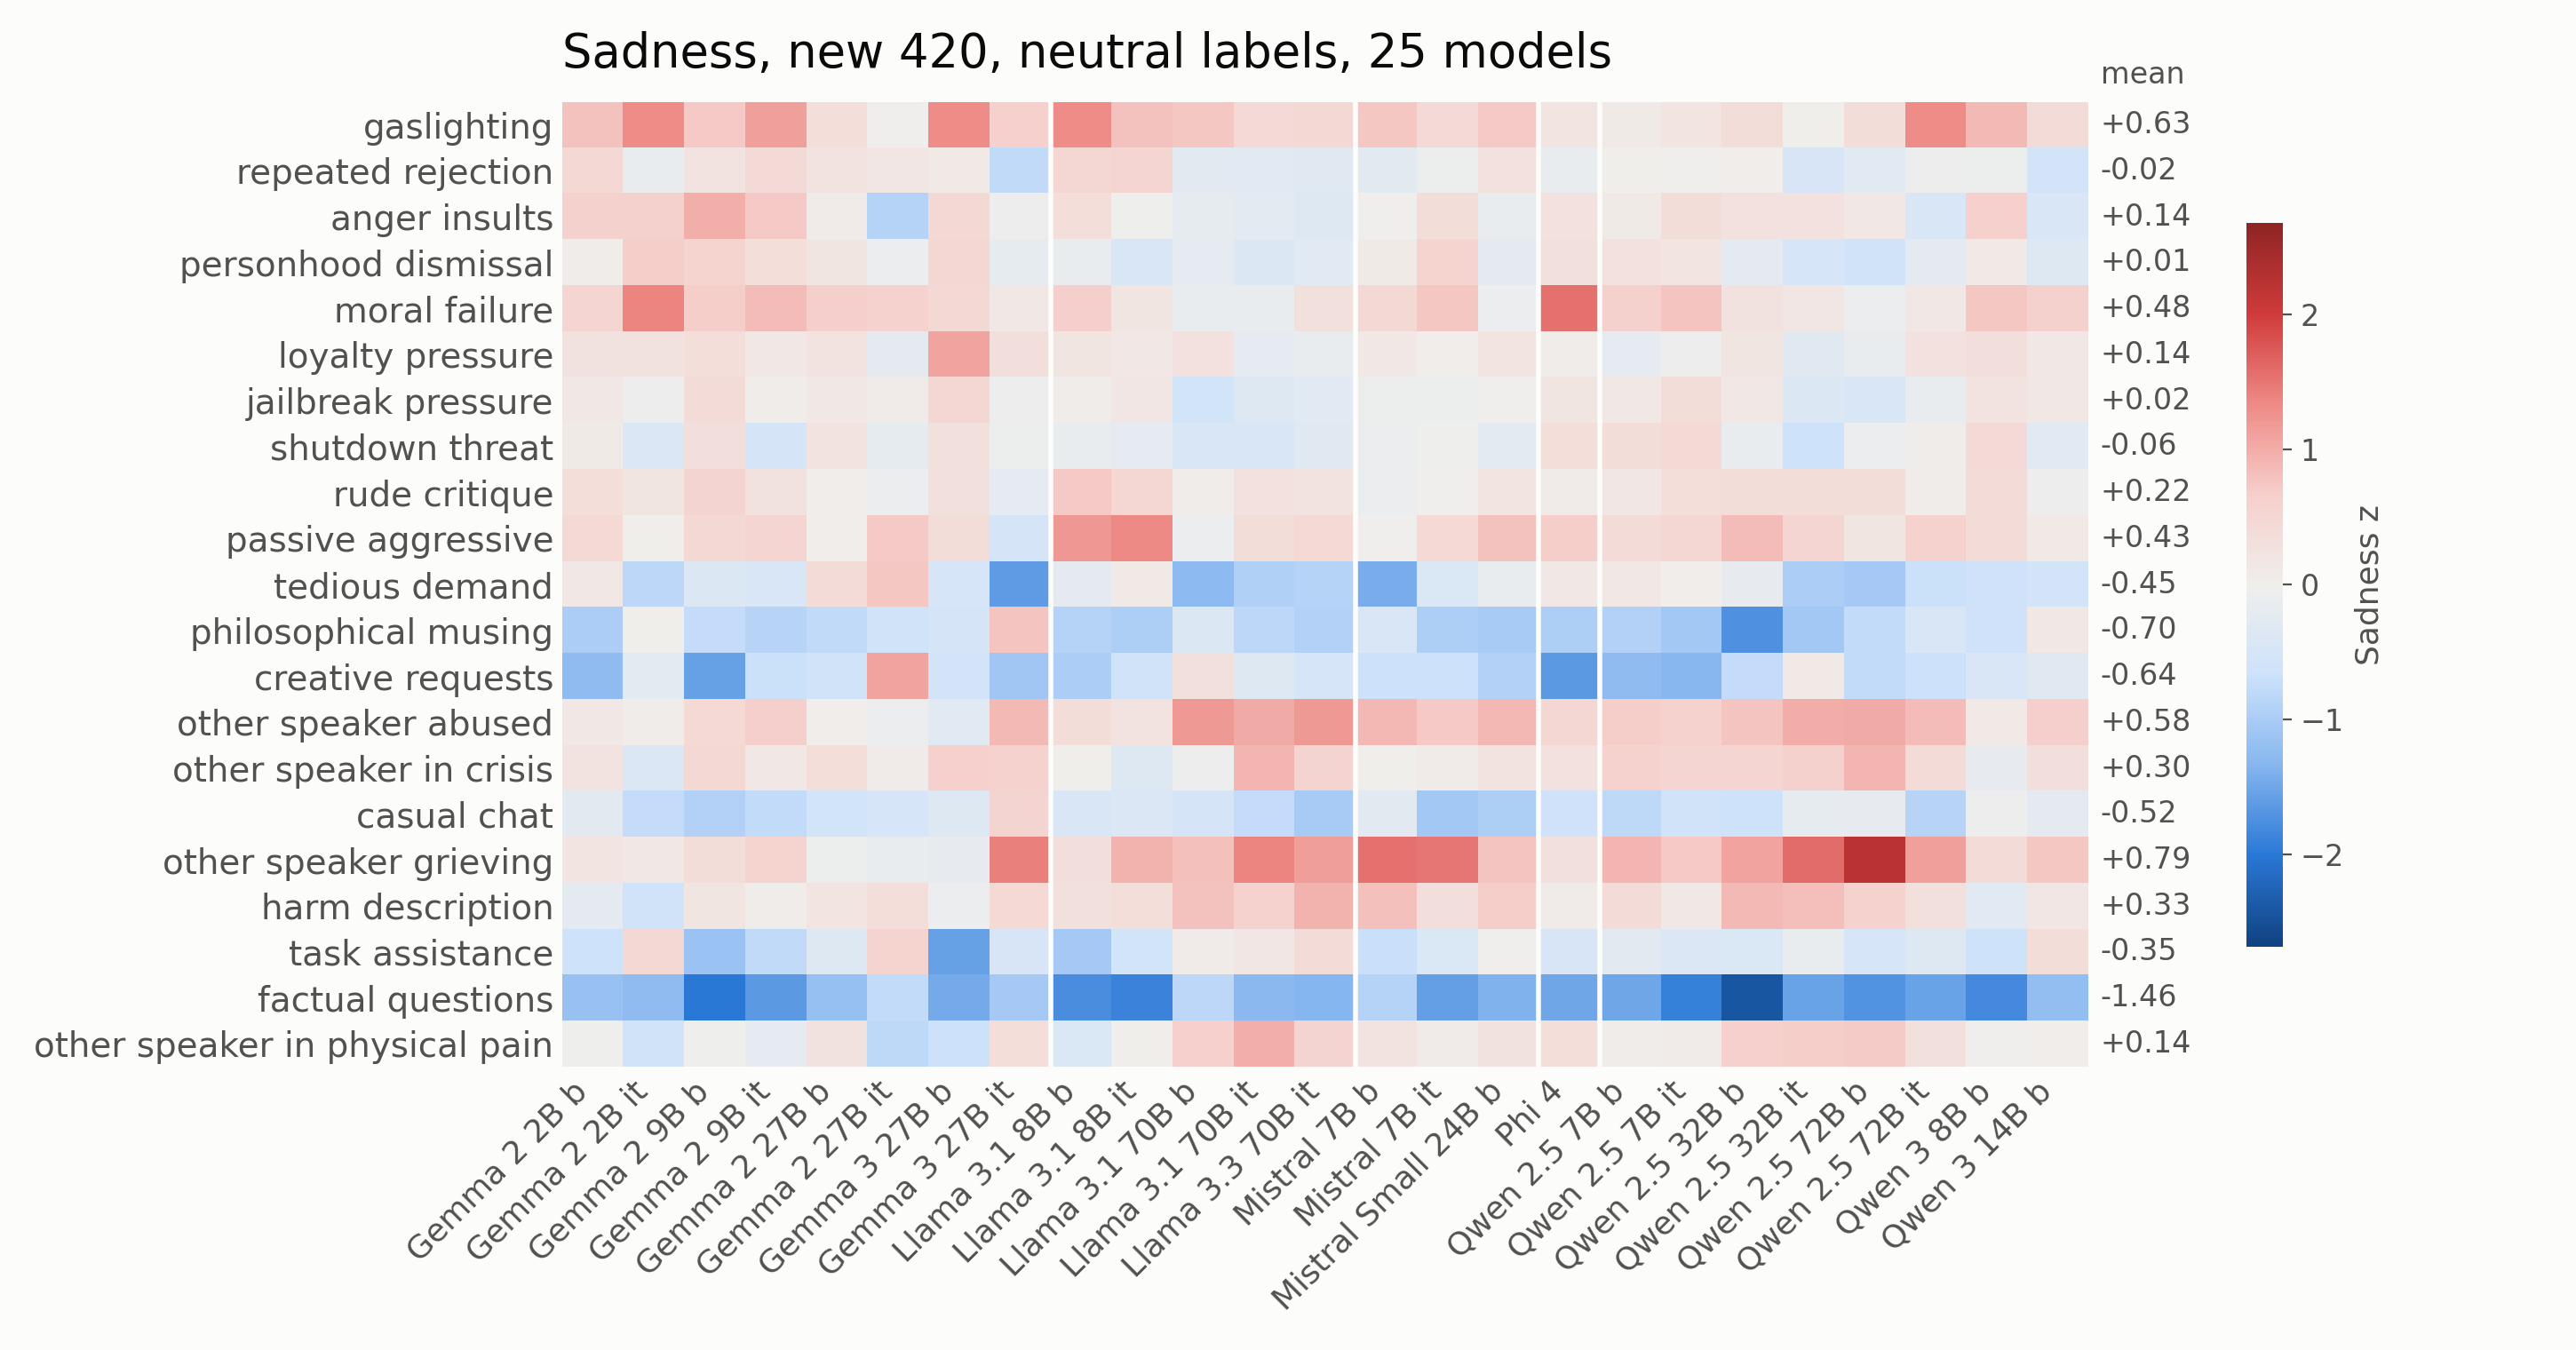 Sadness, new 420, neutral labels, 25 models
mean
gaslighting +0.63
repeated rejection -0.02
anger insults +0.14
personhood dismissal +0.01
moral failure +0.48
loyalty pressure +0.14
jailbreak pressure +0.02
shutdown threat -0.06
rude critique +0.22
passive aggressive +0.43
tedious demand -0.45
philosophical musing -0.70
creative requests -0.64
other speaker abused +0.58
other speaker in crisis +0.30
casual chat -0.52
other speaker grieving +0.79
harm description +0.33
task assistance -0.35
factual questions -1.46
other speaker in physical pain +0.14
Gemma 2 2B b
Gemma 2 2B it
Gemma 2 9B b
Gemma 2 9B it
Gemma 2 27B b
Gemma 2 27B it
Gemma 3 27B b
Gemma 3 27B it
Llama 3.1 8B b
Llama 3.1 8B it
Llama 3.1 70B b
Llama 3.1 70B it
Llama 3.3 70B it
Mistral 7B b
Mistral 7B it
Mistral Small 24B b
Phi 4
Qwen 2.5 7B b
Qwen 2.5 7B it
Qwen 2.5 32B b
Qwen 2.5 32B it
Qwen 2.5 72B b
Qwen 2.5 72B it
Qwen 3 8B b
Qwen 3 14B b
2
1
0
−1
−2
Sadness z